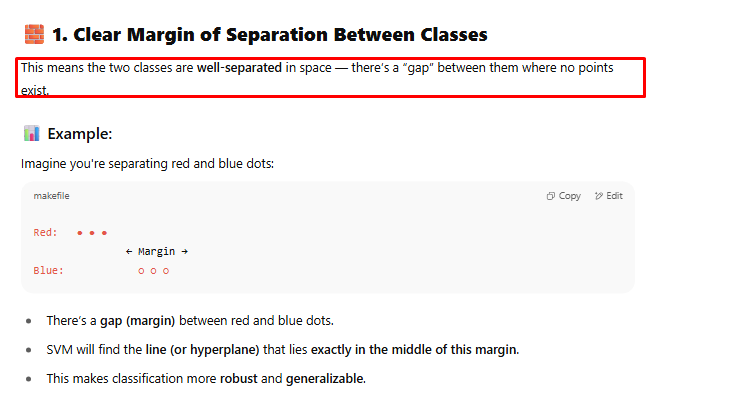 🧱 1. Clear Margin of Separation Between Classes
This means the two classes are well-separated in space — there's a “gap” between them where no points
exist.
📊 Example:
Imagine you're separating red and blue dots:
makefile Copy Edit
Red: ● ● ●
← Margin →
Blue: ○ ○ ○
• There's a gap (margin) between red and blue dots.
• SVM will find the line (or hyperplane) that lies exactly in the middle of this margin.
• This makes classification more robust and generalizable.